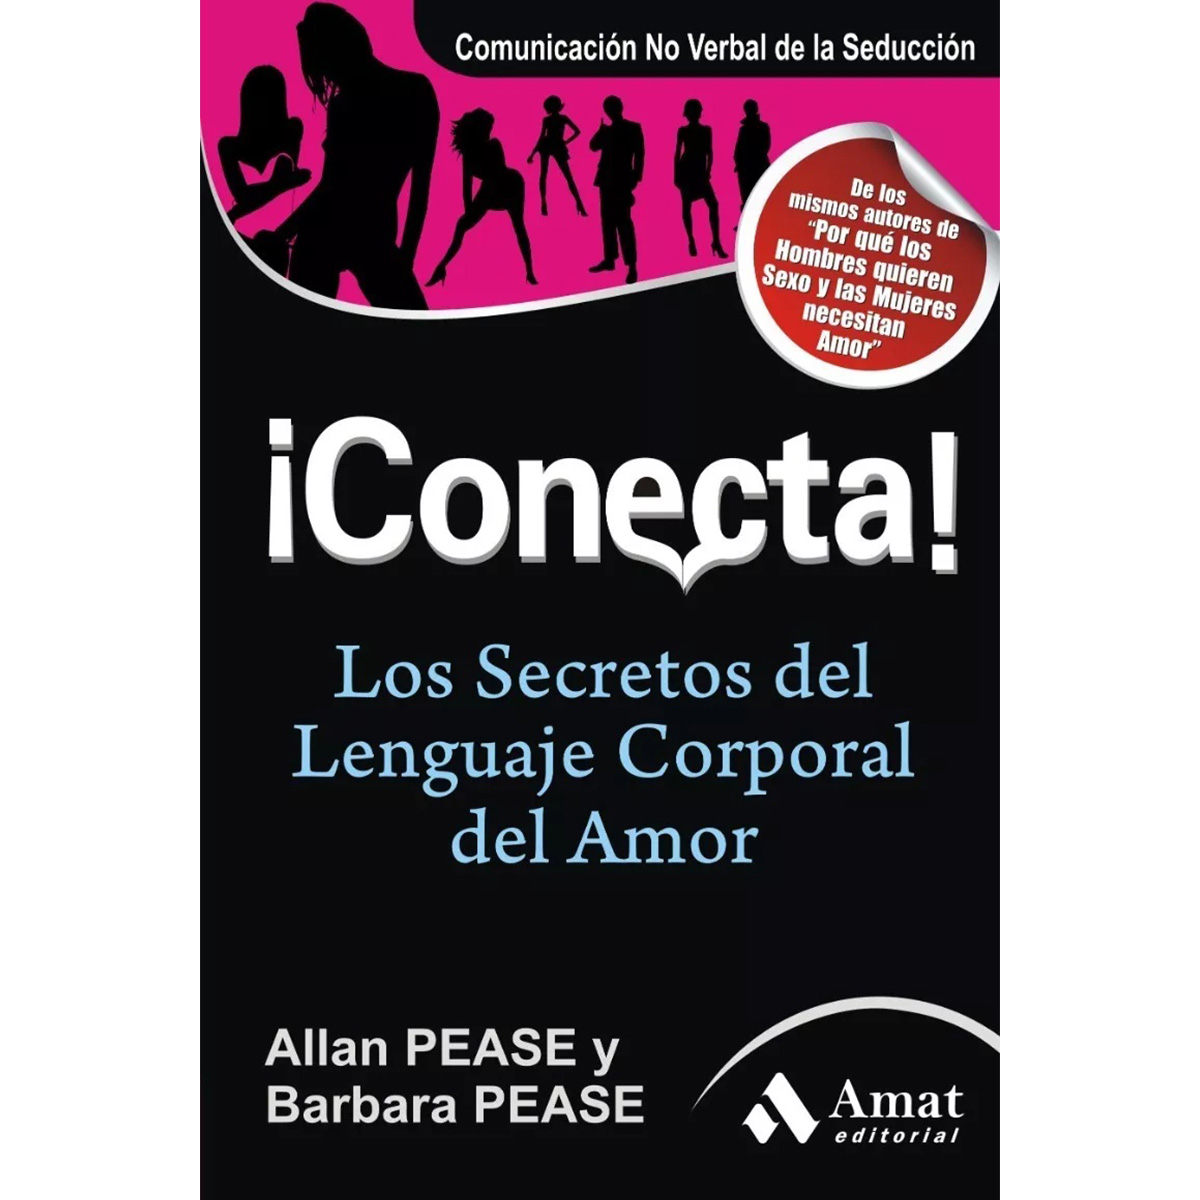 Comunicación No Verbal de la Seducción
De los
mismos autores de
"Por qué los
Hombres quieren
Sexo y las Mujeres
necesitan
Amor"
¡Conecta!
Los Secretos del
Lenguaje Corporal
del Amor
Allan PEASE y
Barbara PEASE
Amat
editorial